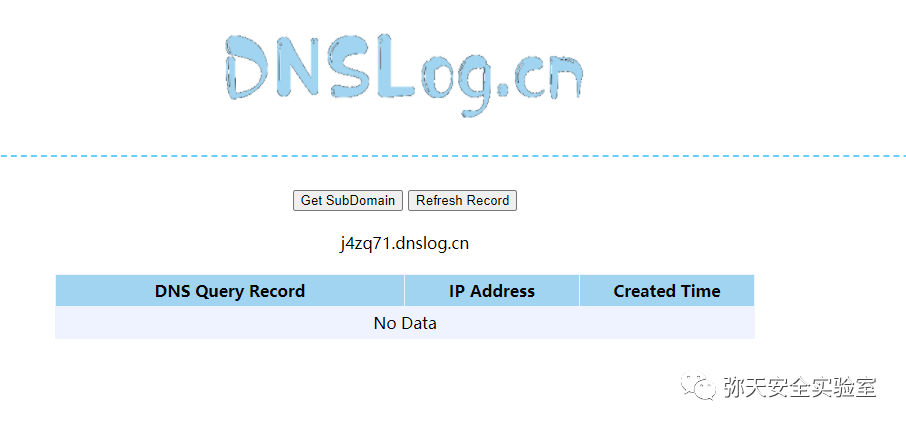 DNSLog.cn
Get SubDomain Refresh Record
j4zq71.dnslog.cn
DNS Query Record IP Address Created Time
No Data
弥天安全实验室